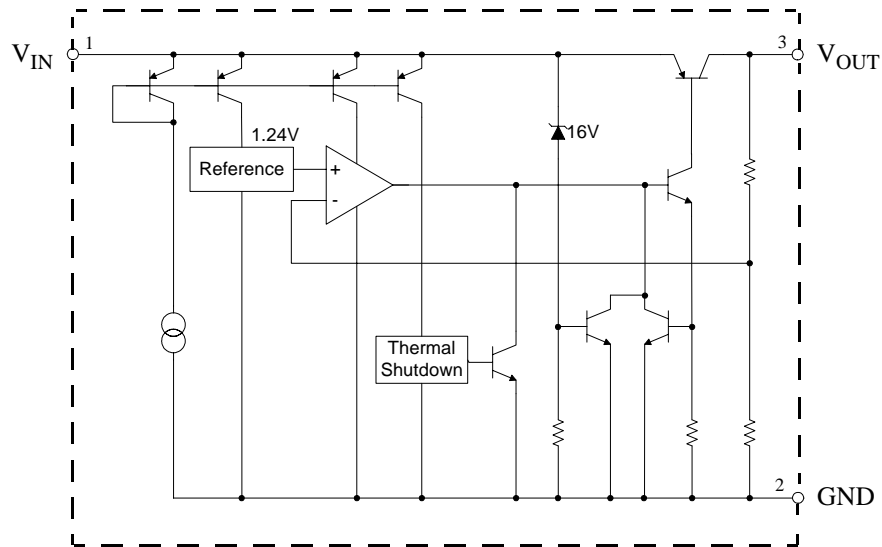 1
3
V_IN
V_OUT
1.24V
16V
Reference
+
-
Thermal
Shutdown
2
GND